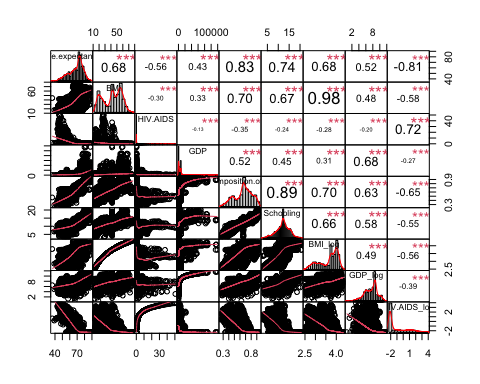 10 50 0 100000 5 15 2 8
e.expectan 0.68 *** -0.56 *** 0.43 *** 0.83 *** 0.74 *** 0.68 *** 0.52 *** -0.81 *** 40 80
10 60 BMI -0.30 *** 0.33 *** 0.70 *** 0.67 *** 0.98 *** 0.48 *** -0.58 ***
HIV.AIDS -0.13 *** -0.35 *** -0.24 *** -0.28 *** -0.20 *** 0.72 *** 0 40
0 GDP 0.52 *** 0.45 *** 0.31 *** 0.68 *** -0.27 ***
mposition.o 0.89 *** 0.70 *** 0.63 *** -0.65 *** 0.3 0.9
5 20 Schooling 0.66 *** 0.58 *** -0.55 ***
BMI_log 0.49 *** -0.56 *** 2.5
2 8 GDP_log -0.39 ***
IV.AIDS_lo -2 2
40 70 0 30 0.3 0.8 2.5 4.0 -2 1 4